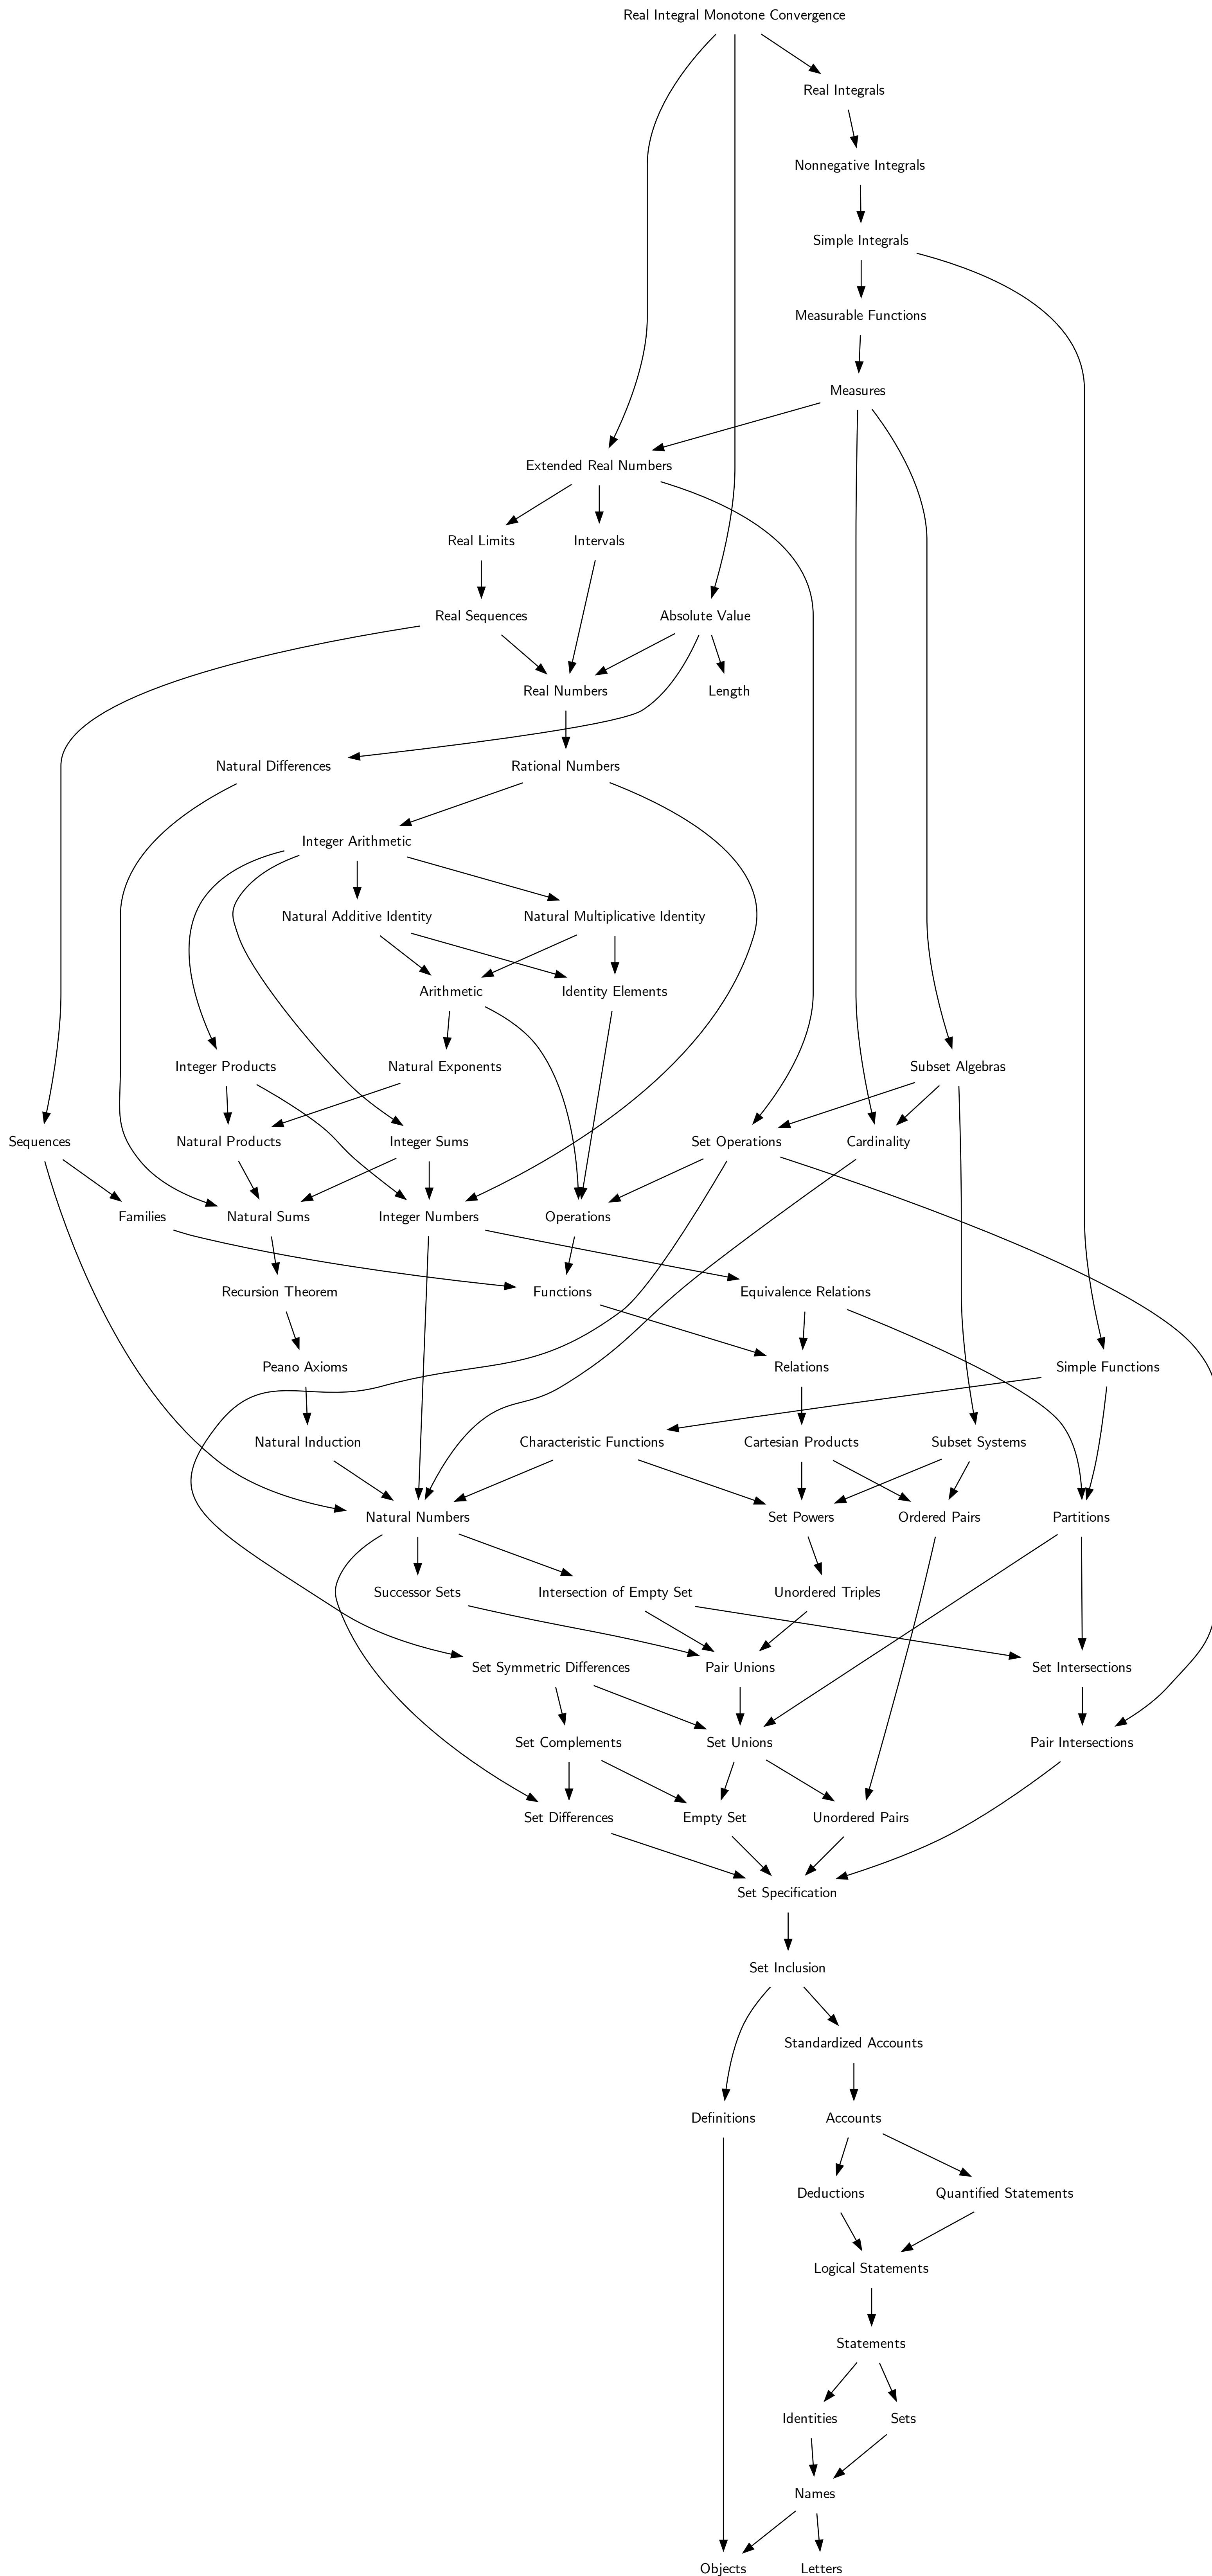 Real Integral Monotone Convergence
Real Integrals
Nonnegative Integrals
Simple Integrals
Measurable Functions
Measures
Extended Real Numbers
Real Limits
Intervals
Real Sequences
Absolute Value
Real Numbers
Length
Natural Differences
Rational Numbers
Integer Arithmetic
Natural Additive Identity
Natural Multiplicative Identity
Arithmetic
Identity Elements
Integer Products
Natural Exponents
Subset Algebras
Sequences
Natural Products
Integer Sums
Set Operations
Cardinality
Families
Natural Sums
Integer Numbers
Operations
Recursion Theorem
Functions
Equivalence Relations
Peano Axioms
Relations
Simple Functions
Natural Induction
Characteristic Functions
Cartesian Products
Subset Systems
Natural Numbers
Set Powers
Ordered Pairs
Partitions
Successor Sets
Intersection of Empty Set
Unordered Triples
Set Symmetric Differences
Pair Unions
Set Intersections
Set Complements
Set Unions
Pair Intersections
Set Differences
Empty Set
Unordered Pairs
Set Specification
Set Inclusion
Standardized Accounts
Definitions
Accounts
Deductions
Quantified Statements
Logical Statements
Statements
Identities
Sets
Names
Objects
Letters